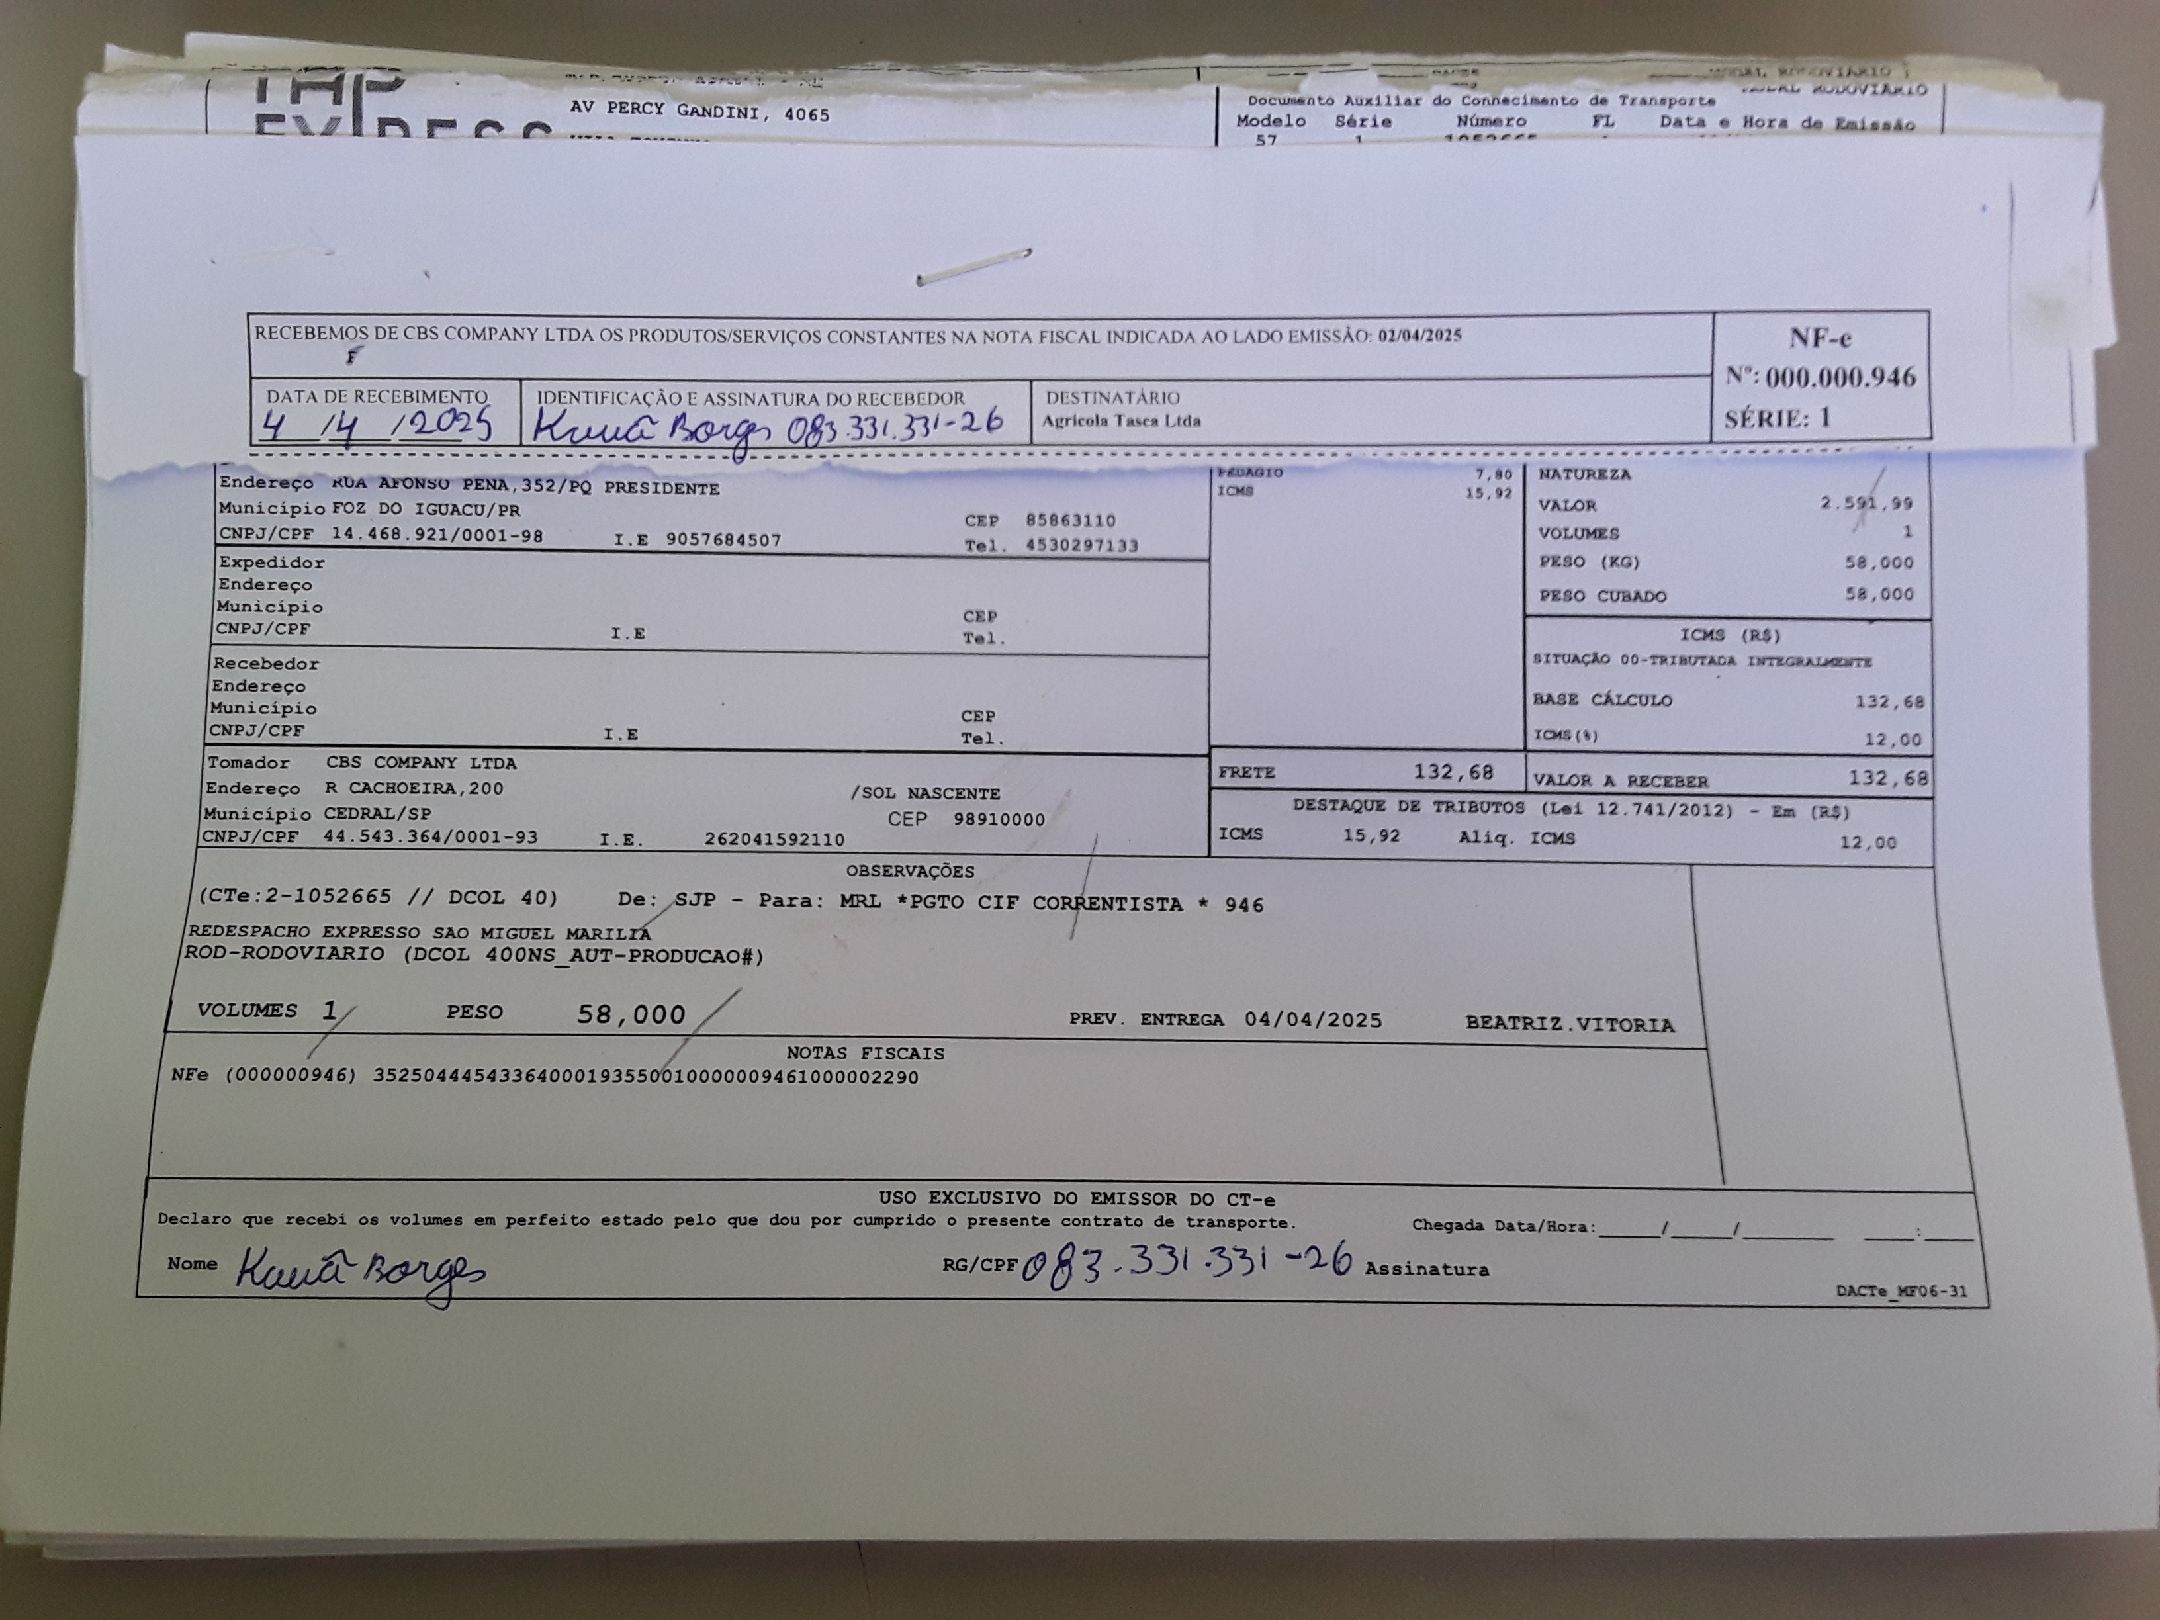 AV PERCY GANDINI, 4065
Documento Auxiliar do Conhecimento de Transporte
Modelo Série Número FL Data e Hora de Emissão
57 1
RECEBEMOS DE CBS COMPANY LTDA OS PRODUTOS/SERVIÇOS CONSTANTES NA NOTA FISCAL INDICADA AO LADO EMISSÃO: 02/04/2025
F
NF-e
Nº: 000.000.946
SÉRIE: 1
DATA DE RECEBIMENTO
4/4/2025
IDENTIFICAÇÃO E ASSINATURA DO RECEBEDOR
Kauã Borges 083.331.331-26
DESTINATÁRIO
Agrícola Tasca Ltda
Endereço RUA AFONSO PENA,352/PQ PRESIDENTE
Município FOZ DO IGUACU/PR CEP 85863110
CNPJ/CPF 14.468.921/0001-98 I.E 9057684507 Tel. 4530297133
Expedidor
Endereço
Município CEP
CNPJ/CPF I.E Tel.
Recebedor
Endereço
Município CEP
CNPJ/CPF I.E Tel.
Tomador CBS COMPANY LTDA
Endereço R CACHOEIRA,200 /SOL NASCENTE
Município CEDRAL/SP CEP 98910000
CNPJ/CPF 44.543.364/0001-93 I.E. 262041592110
PEDAGIO 7,80
ICMS 15,92
NATUREZA
VALOR 2.591,99
VOLUMES 1
PESO (KG) 58,000
PESO CUBADO 58,000
ICMS (R$)
SITUAÇÃO 00-TRIBUTADA INTEGRALMENTE
BASE CÁLCULO 132,68
ICMS(%) 12,00
FRETE 132,68 VALOR A RECEBER 132,68
DESTAQUE DE TRIBUTOS (Lei 12.741/2012) - Em (R$)
ICMS 15,92 Aliq. ICMS 12,00
OBSERVAÇÕES
(CTe:2-1052665 // DCOL 40) De: SJP - Para: MRL *PGTO CIF CORRENTISTA * 946
REDESPACHO EXPRESSO SAO MIGUEL MARILIA
ROD-RODOVIARIO (DCOL 400NS_AUT-PRODUCAO#)
VOLUMES 1 PESO 58,000 PREV. ENTREGA 04/04/2025 BEATRIZ.VITORIA
NOTAS FISCAIS
NFe (000000946) 35250444543364000193550010000009461000002290
USO EXCLUSIVO DO EMISSOR DO CT-e
Declaro que recebi os volumes em perfeito estado pelo que dou por cumprido o presente contrato de transporte. Chegada Data/Hora:____/____/________ ____:____
Nome Kauã Borges RG/CPF 083.331.331-26 Assinatura
DACTe_MF06-31